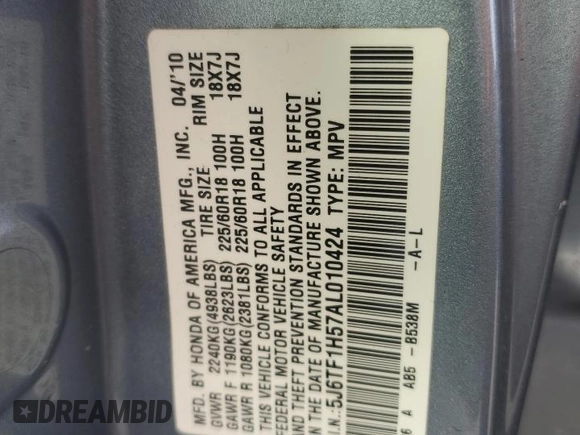 MFD. BY HONDA OF AMERICA MFG., INC. 04/'10
TIRE SIZE RIM SIZE
GVWR 2240KG(4938LBS)
GAWR F 1190KG(2623LBS) 225/60R18 100H 18X7J
GAWR R 1080KG(2381LBS) 225/60R18 100H 18X7J
THIS VEHICLE CONFORMS TO ALL APPLICABLE
FEDERAL MOTOR VEHICLE SAFETY
AND THEFT PREVENTION STANDARDS IN EFFECT
ON THE DATE OF MANUFACTURE SHOWN ABOVE.
I.N.:5J6TF1H57AL010424 TYPE: MPV
6 A AB5 - B538M -A-L
AUTOBIDMASTER